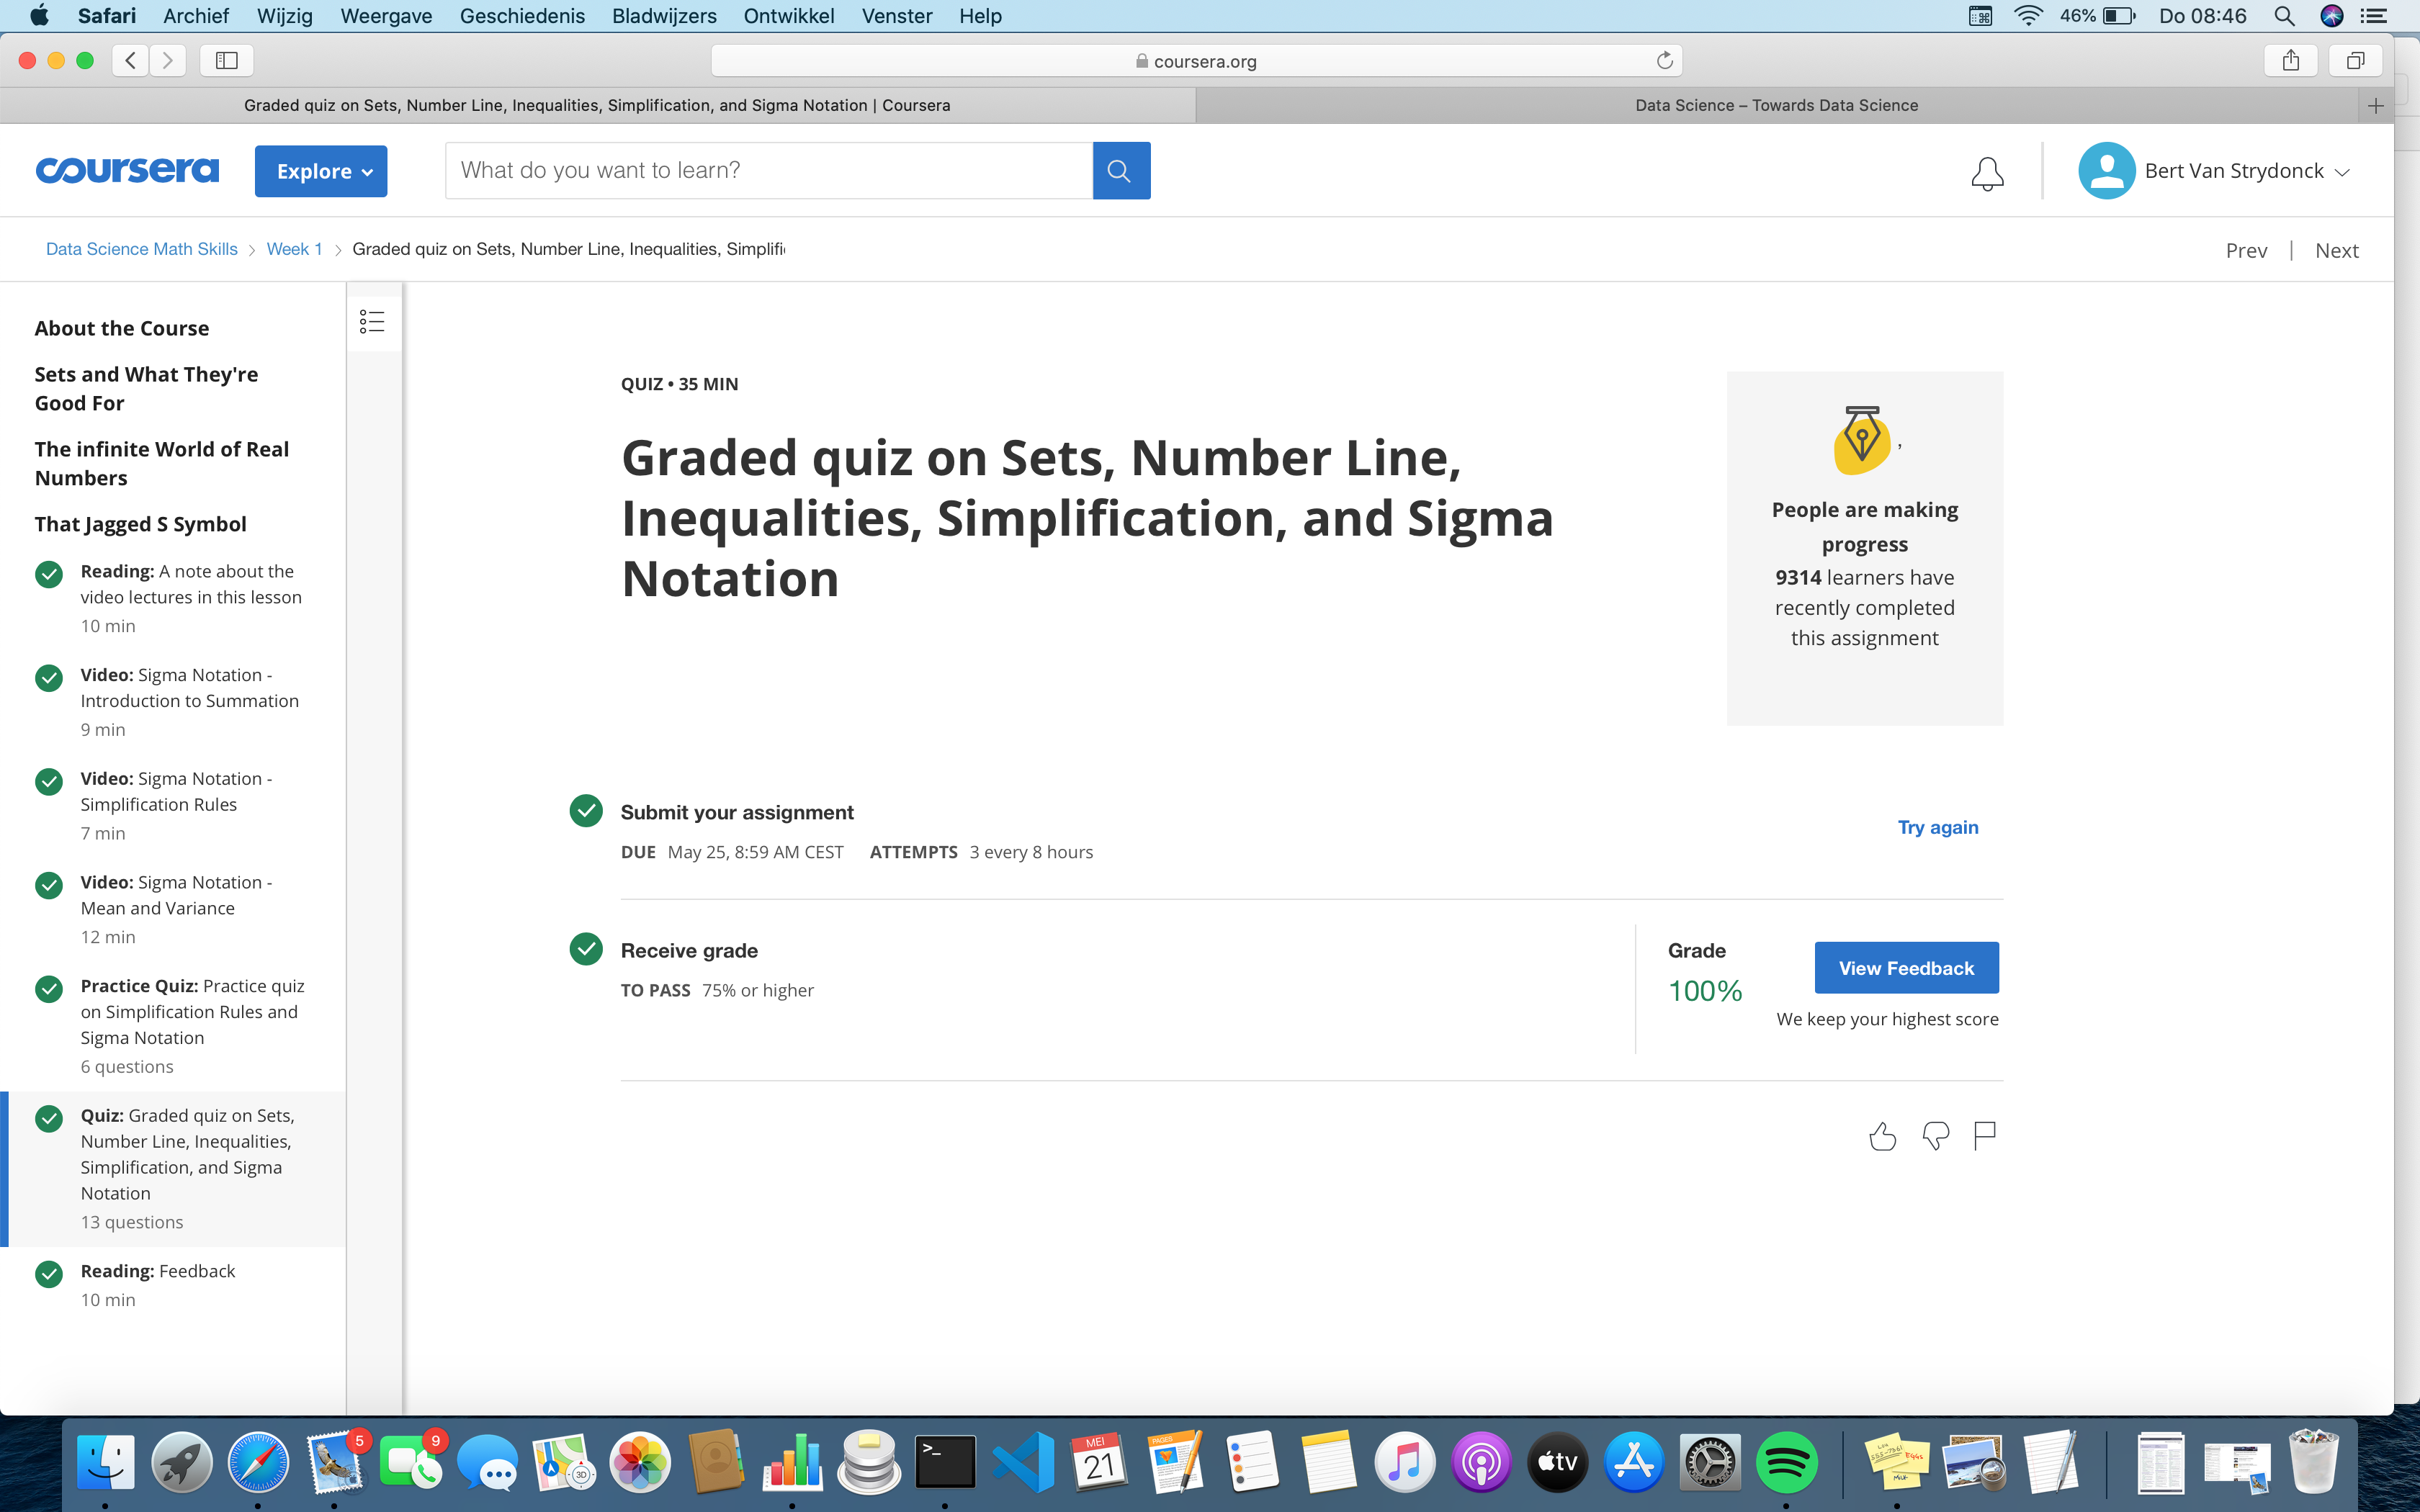 Safari Archief Wijzig Weergave Geschiedenis Bladwijzers Ontwikkel Venster Help 46% Do 08:46
coursera.org
Graded quiz on Sets, Number Line, Inequalities, Simplification, and Sigma Notation | Coursera
Data Science – Towards Data Science
coursera
Explore
What do you want to learn?
Bert Van Strydonck
Data Science Math Skills
Week 1
Graded quiz on Sets, Number Line, Inequalities, Simplifi
Prev | Next
About the Course
Sets and What They're
Good For
The infinite World of Real
Numbers
That Jagged S Symbol
Reading: A note about the
video lectures in this lesson
10 min
Video: Sigma Notation -
Introduction to Summation
9 min
Video: Sigma Notation -
Simplification Rules
7 min
Video: Sigma Notation -
Mean and Variance
12 min
Practice Quiz: Practice quiz
on Simplification Rules and
Sigma Notation
6 questions
Quiz: Graded quiz on Sets,
Number Line, Inequalities,
Simplification, and Sigma
Notation
13 questions
Reading: Feedback
10 min
QUIZ • 35 MIN
Graded quiz on Sets, Number Line,
Inequalities, Simplification, and Sigma
Notation
,
People are making
progress
9314 learners have
recently completed
this assignment
Submit your assignment
DUE May 25, 8:59 AM CEST ATTEMPTS 3 every 8 hours
Try again
Receive grade
TO PASS 75% or higher
Grade
100%
View Feedback
We keep your highest score
5
9
3D
>_
MEI
21
PAGES
tv